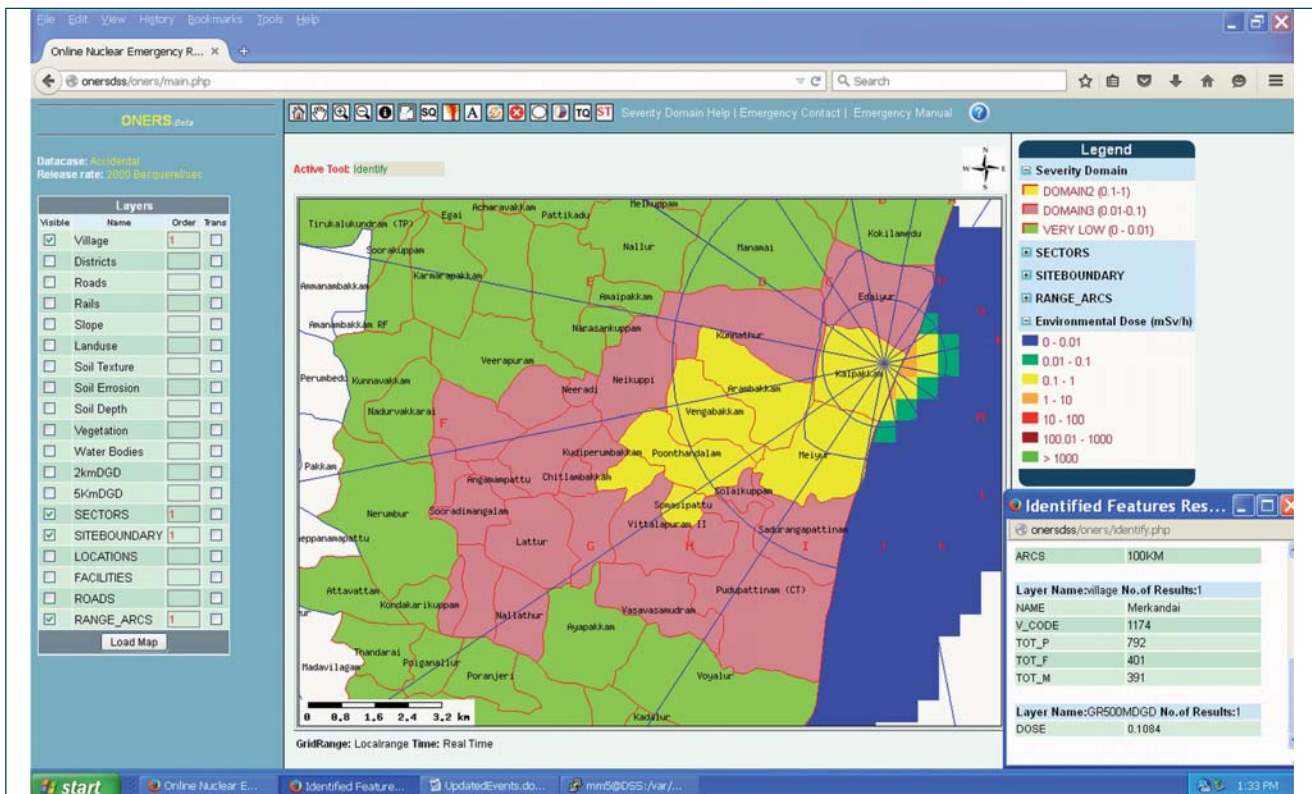 File Edit View History Bookmarks Tools Help
Online Nuclear Emergency R... × +
onersdss/oners/main.php
Search
ONERS Beta
SQ A TQ ST Severity Domain Help | Emergency Contact | Emergency Manual ?
Datacase: Accidental
Release rate: 2000 Becquerel/sec
Active Tool: Identify
Layers
Visible Name Order Trans
Village 1
Districts
Roads
Rails
Slope
Landuse
Soil Texture
Soil Errosion
Soil Depth
Vegetation
Water Bodies
2kmDGD
5KmDGD
SECTORS 1
SITEBOUNDARY 1
LOCATIONS
FACILITIES
ROADS
RANGE_ARCS 1
Load Map
N
W E
S
Tirukalukundram (TP)
Egai
Acharavakkam
Pattikadu
Soorakuppam
Nallur
Manamai
Kokilamedu
Karmarapakkam
E
D
C
Ammanambakkam
Amaipakkam
Edaiyur
Amanambakkam RF
Narasankuppam
Kunnathur
Veerapuram
Kalpakkam
Kunnavakkam
Neeradi
Neikuppi
Arambakkam
Nadurvakkarai
Vengabakkam
F
Kudiperumbakkam
Poonthandalam
Meiyur
Pakkam
Angamampattu
Chitlambakkam
Solaikuppam
Nerumbur
Sooradimangalam
Somasipattu
Vittalapuram II
Sadurangapattinam
Lattur
G
H
I
Attavattam
Pudupattinam (CT)
Kondakarikuppam
Nallathur
Vasavasamudram
Ayapakkam
Thandarai
Madavilagam
Poiganallur
Poranjeri
Voyalur
Kadalur
0 0.8 1.6 2.4 3.2 km
GridRange: Localrange Time: Real Time
Legend
Severity Domain
DOMAIN2 (0.1-1)
DOMAIN3 (0.01-0.1)
VERY LOW (0 - 0.01)
SECTORS
SITEBOUNDARY
RANGE_ARCS
Environmental Dose (mSv/h)
0 - 0.01
0.01 - 0.1
0.1 - 1
1 - 10
10 - 100
100.01 - 1000
> 1000
Identified Features Res...
onersdss/oners/identify.php
ARCS 100KM
Layer Name:village No.of Results:1
NAME Merkandai
V_CODE 1174
TOT_P 792
TOT_F 401
TOT_M 391
Layer Name:GR500MDGD No.of Results:1
DOSE 0.1084
start
Online Nuclear E...
Identified Feature...
UpdatedEvents.do...
mm5@DSS:/var/...
1:33 PM